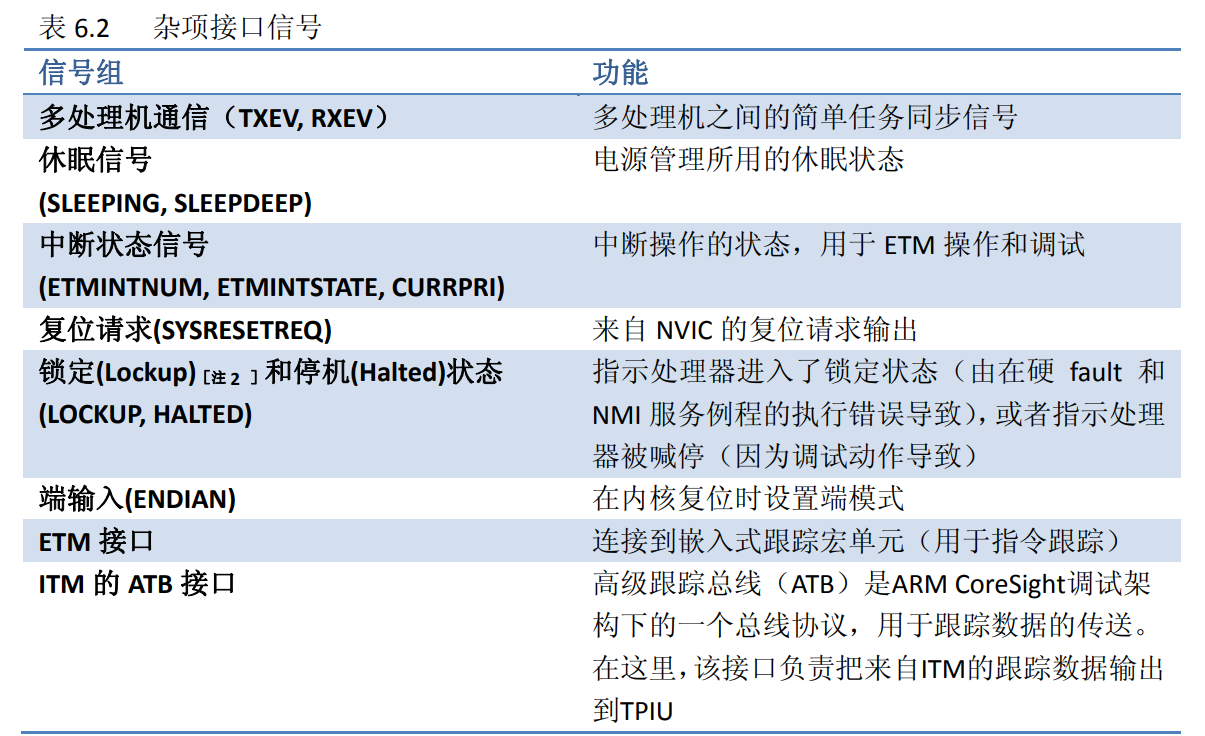 表 6.2 杂项接口信号
信号组 功能
多处理机通信（TXEV, RXEV） 多处理机之间的简单任务同步信号
休眠信号 电源管理所用的休眠状态
(SLEEPING, SLEEPDEEP)
中断状态信号 中断操作的状态，用于 ETM 操作和调试
(ETMINTNUM, ETMINTSTATE, CURRPRI)
复位请求(SYSRESETREQ) 来自 NVIC 的复位请求输出
锁定(Lockup)[注 2 ]和停机(Halted)状态 指示处理器进入了锁定状态（由在硬 fault 和
(LOCKUP, HALTED) NMI 服务例程的执行错误导致），或者指示处理
器被喊停（因为调试动作导致）
端输入(ENDIAN) 在内核复位时设置端模式
ETM 接口 连接到嵌入式跟踪宏单元（用于指令跟踪）
ITM 的 ATB 接口 高级跟踪总线（ATB）是ARM CoreSight调试架
构下的一个总线协议，用于跟踪数据的传送。
在这里，该接口负责把来自ITM的跟踪数据输出
到TPIU